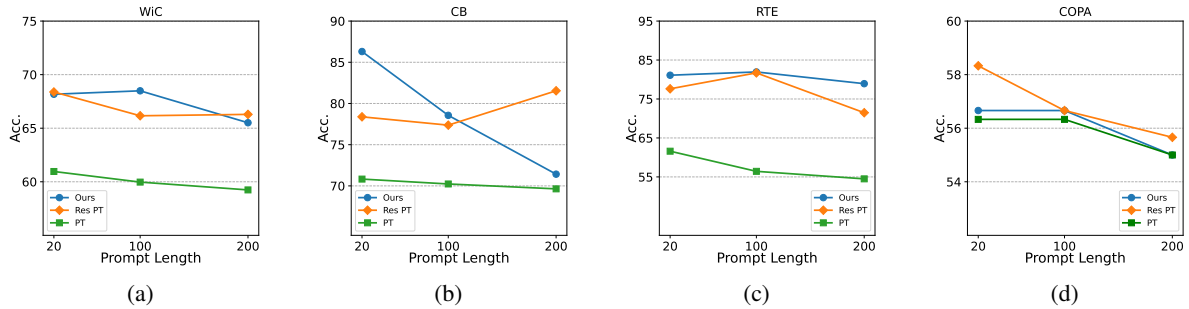 WiC
75
70
65
60
Acc.
Ours
Res PT
PT
20 100 200
Prompt Length
(a)
CB
90
85
80
75
70
Acc.
Ours
Res PT
PT
20 100 200
Prompt Length
(b)
RTE
95
85
75
65
55
Acc.
Ours
Res PT
PT
20 100 200
Prompt Length
(c)
COPA
60
58
56
54
Acc.
Ours
Res PT
PT
20 100 200
Prompt Length
(d)